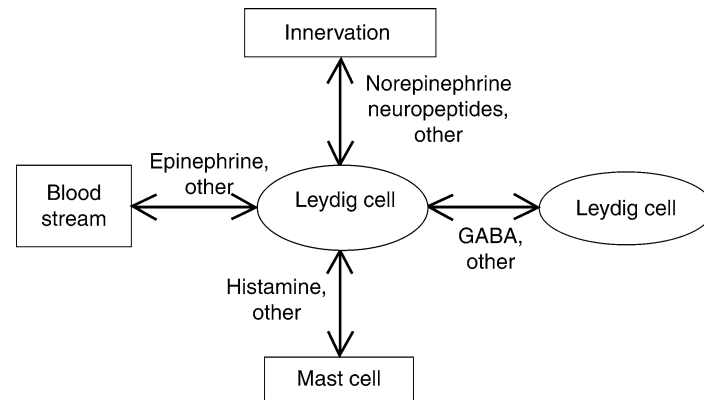 Innervation
Norepinephrine
neuropeptides,
other
Epinephrine,
other
Blood
stream
Leydig cell
Leydig cell
GABA,
other
Histamine,
other
Mast cell